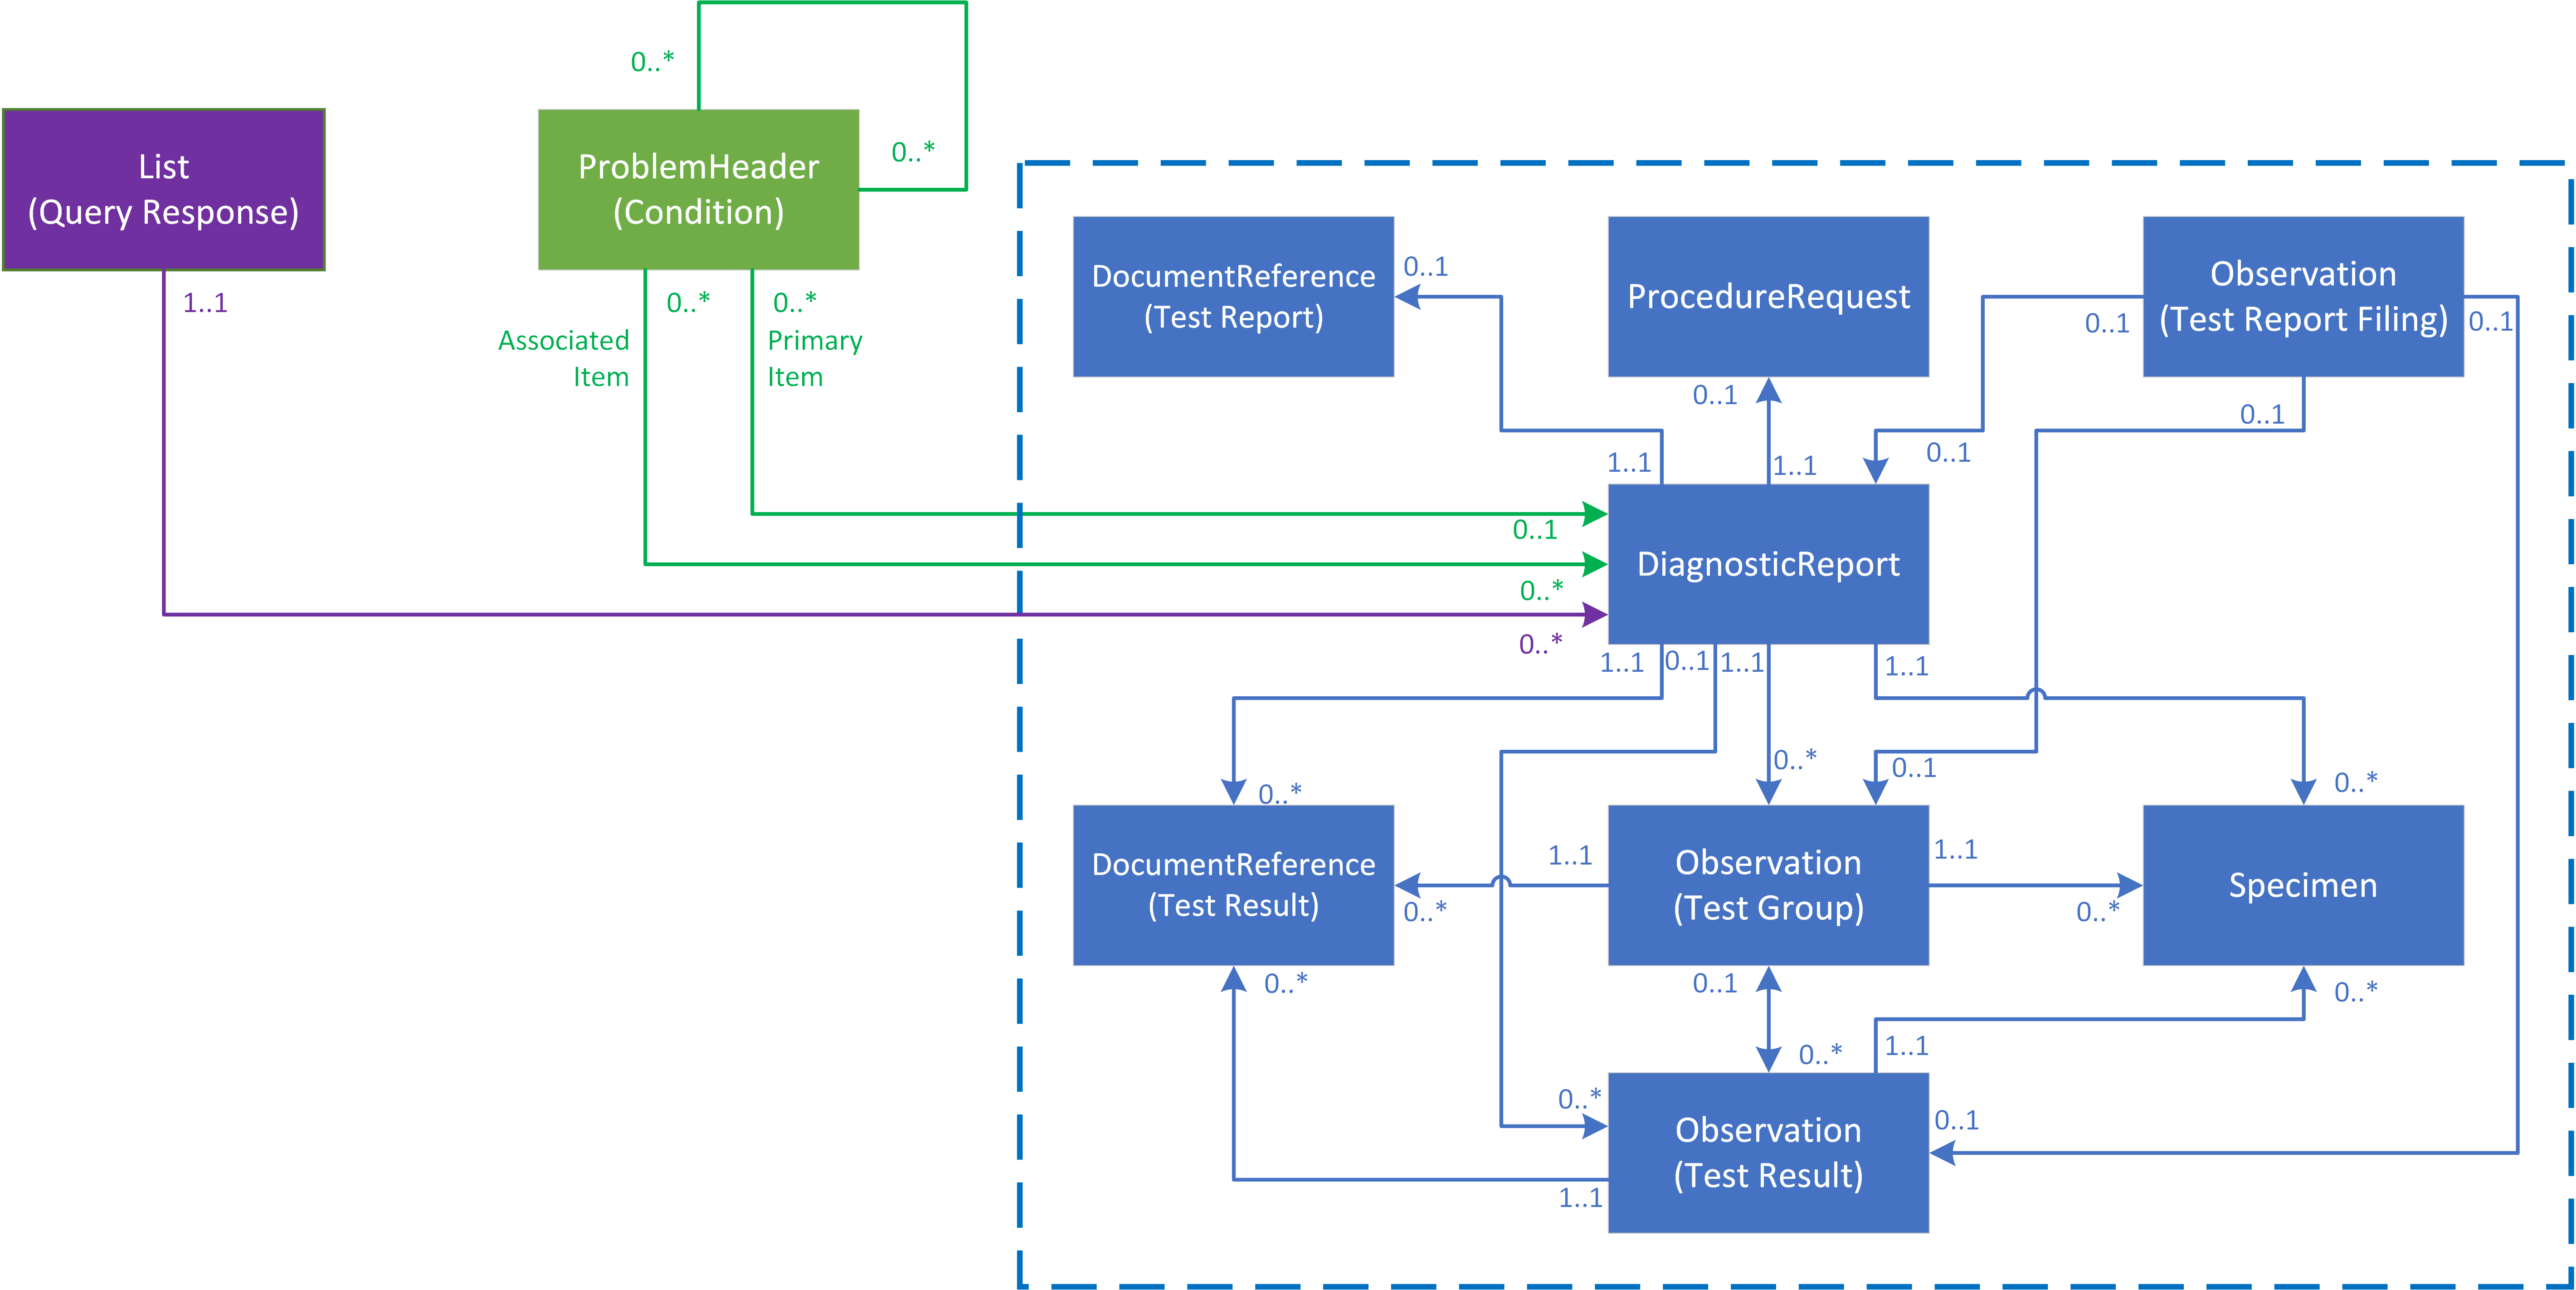 0..*
List
(Query Response)
ProblemHeader
(Condition)
0..*
1..1
0..*
0..*
Associated
Item
Primary
Item
DocumentReference
(Test Report)
0..1
ProcedureRequest
Observation
(Test Report Filing)
0..1
0..1
0..1
0..1
1..1
1..1
0..1
0..1
0..*
0..*
DiagnosticReport
1..1
0..1
1..1
1..1
0..*
0..*
0..1
0..*
DocumentReference
(Test Result)
1..1
0..*
Observation
(Test Group)
1..1
0..*
Specimen
0..*
0..1
0..*
0..*
1..1
0..*
Observation
(Test Result)
0..1
1..1